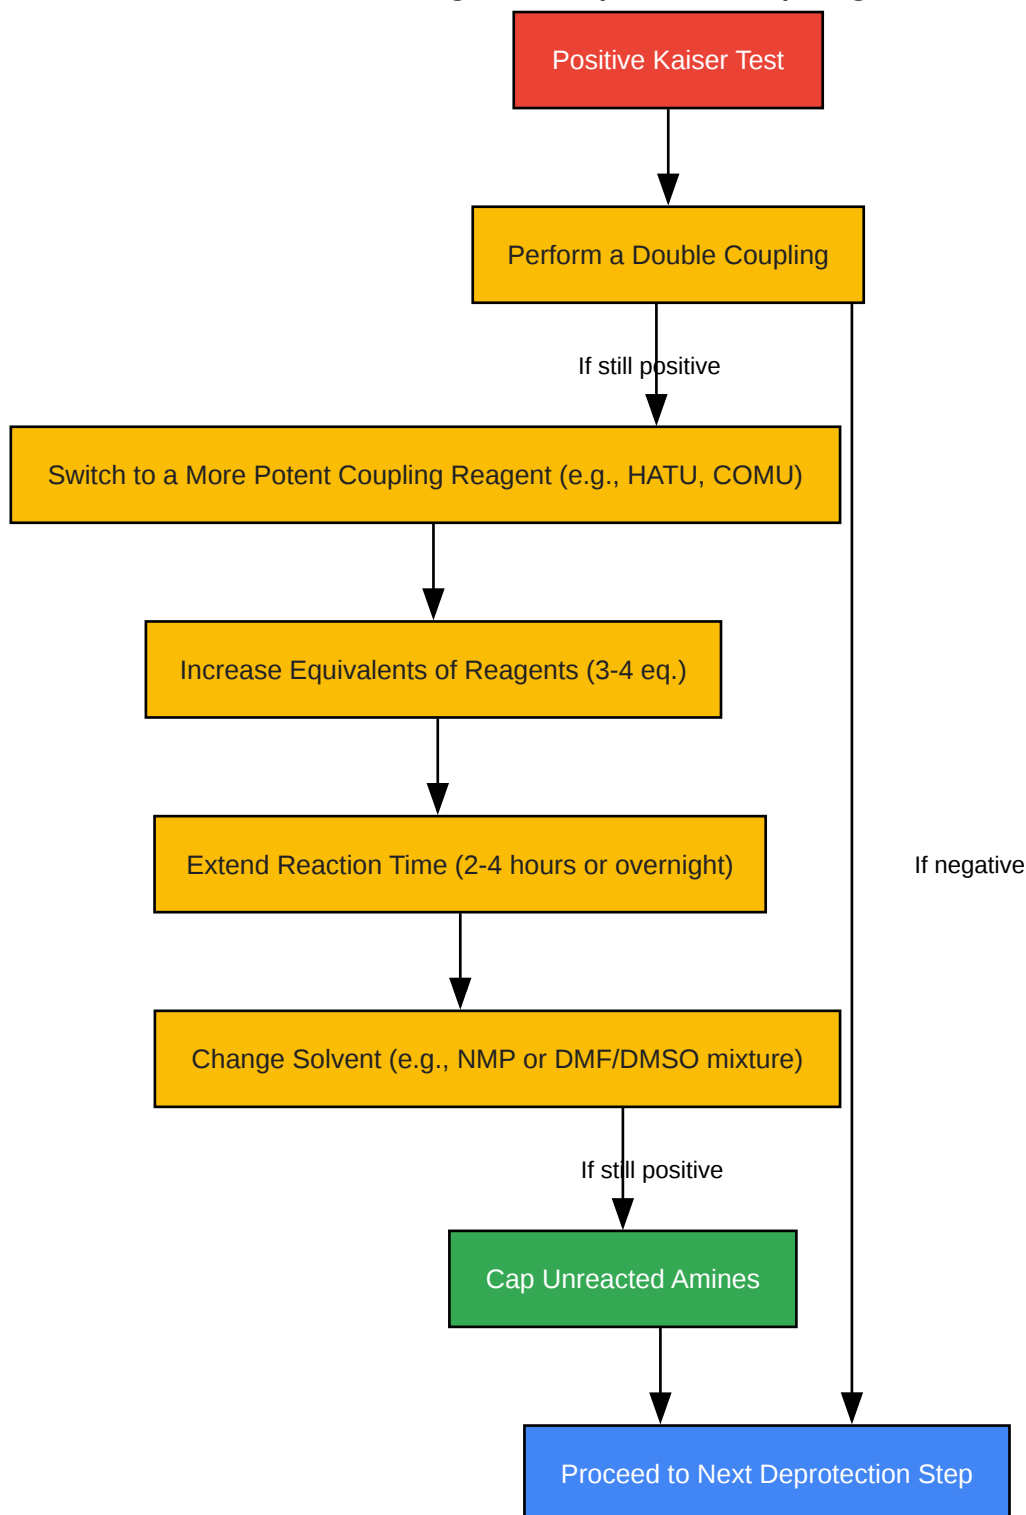 Positive Kaiser Test
Perform a Double Coupling
If still positive
Switch to a More Potent Coupling Reagent (e.g., HATU, COMU)
Increase Equivalents of Reagents (3-4 eq.)
Extend Reaction Time (2-4 hours or overnight)
If negative
Change Solvent (e.g., NMP or DMF/DMSO mixture)
If still positive
Cap Unreacted Amines
Proceed to Next Deprotection Step